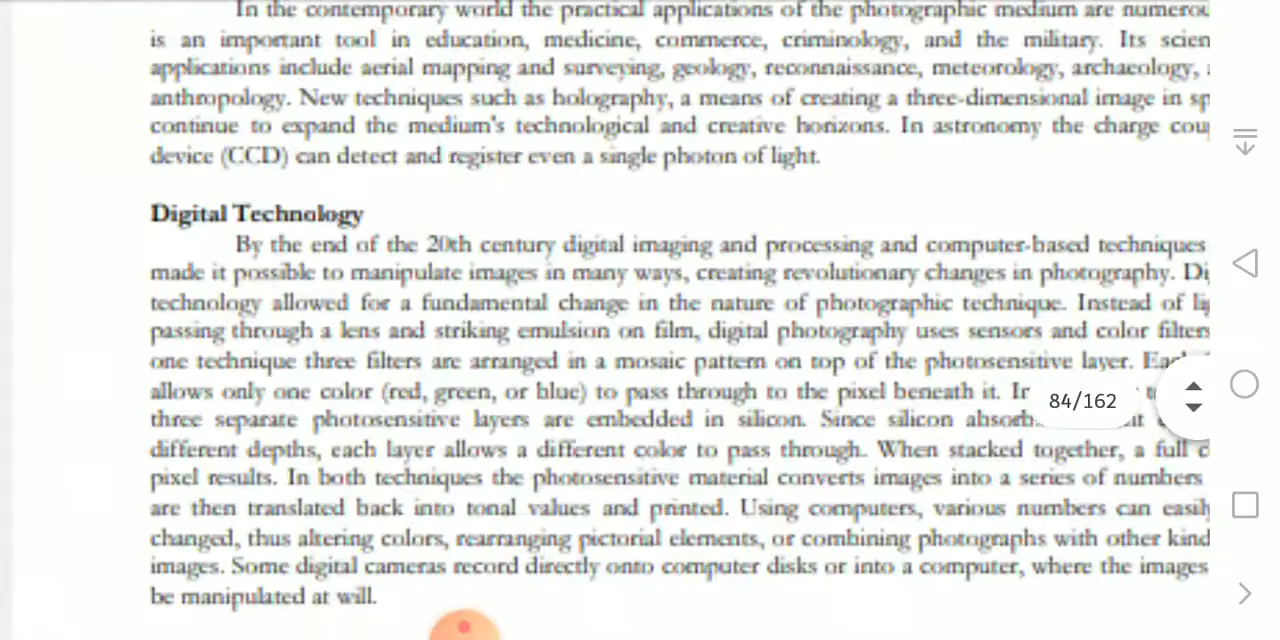 In the contemporary world the practical applications of the photographic medium are numerou
is an important tool in education, medicine, commerce, criminology, and the military. Its scien
applications include aerial mapping and surveying, geology, reconnaissance, meteorology, archaeology,
anthropology. New techniques such as holography, a means of creating a three-dimensional image in sp
continue to expand the medium's technological and creative horizons. In astronomy the charge coup
device (CCD) can detect and register even a single photon of light.
Digital Technology
By the end of the 20th century digital imaging and processing and computer-based techniques
made it possible to manipulate images in many ways, creating revolutionary changes in photography. Di
technology allowed for a fundamental change in the nature of photographic technique. Instead of lig
passing through a lens and striking emulsion on film, digital photography uses sensors and color filters
one technique three filters are arranged in a mosaic pattern on top of the photosensitive layer.
allows only one color (red, green, or blue) to pass through to the pixel beneath it.
84/162
three separate photosensitive layers are embedded in silicon. Since silicon
different depths, each layer allows a different color to pass through. When stacked together, a full c
pixel results. In both techniques the photosensitive material converts images into a series of numbers
are then translated back into tonal values and printed. Using computers, various numbers can easily
changed, thus altering colors, rearranging pictorial elements, or combining photographs with other kind
images. Some digital cameras record directly onto computer disks or into a computer, where the images
be manipulated at will.